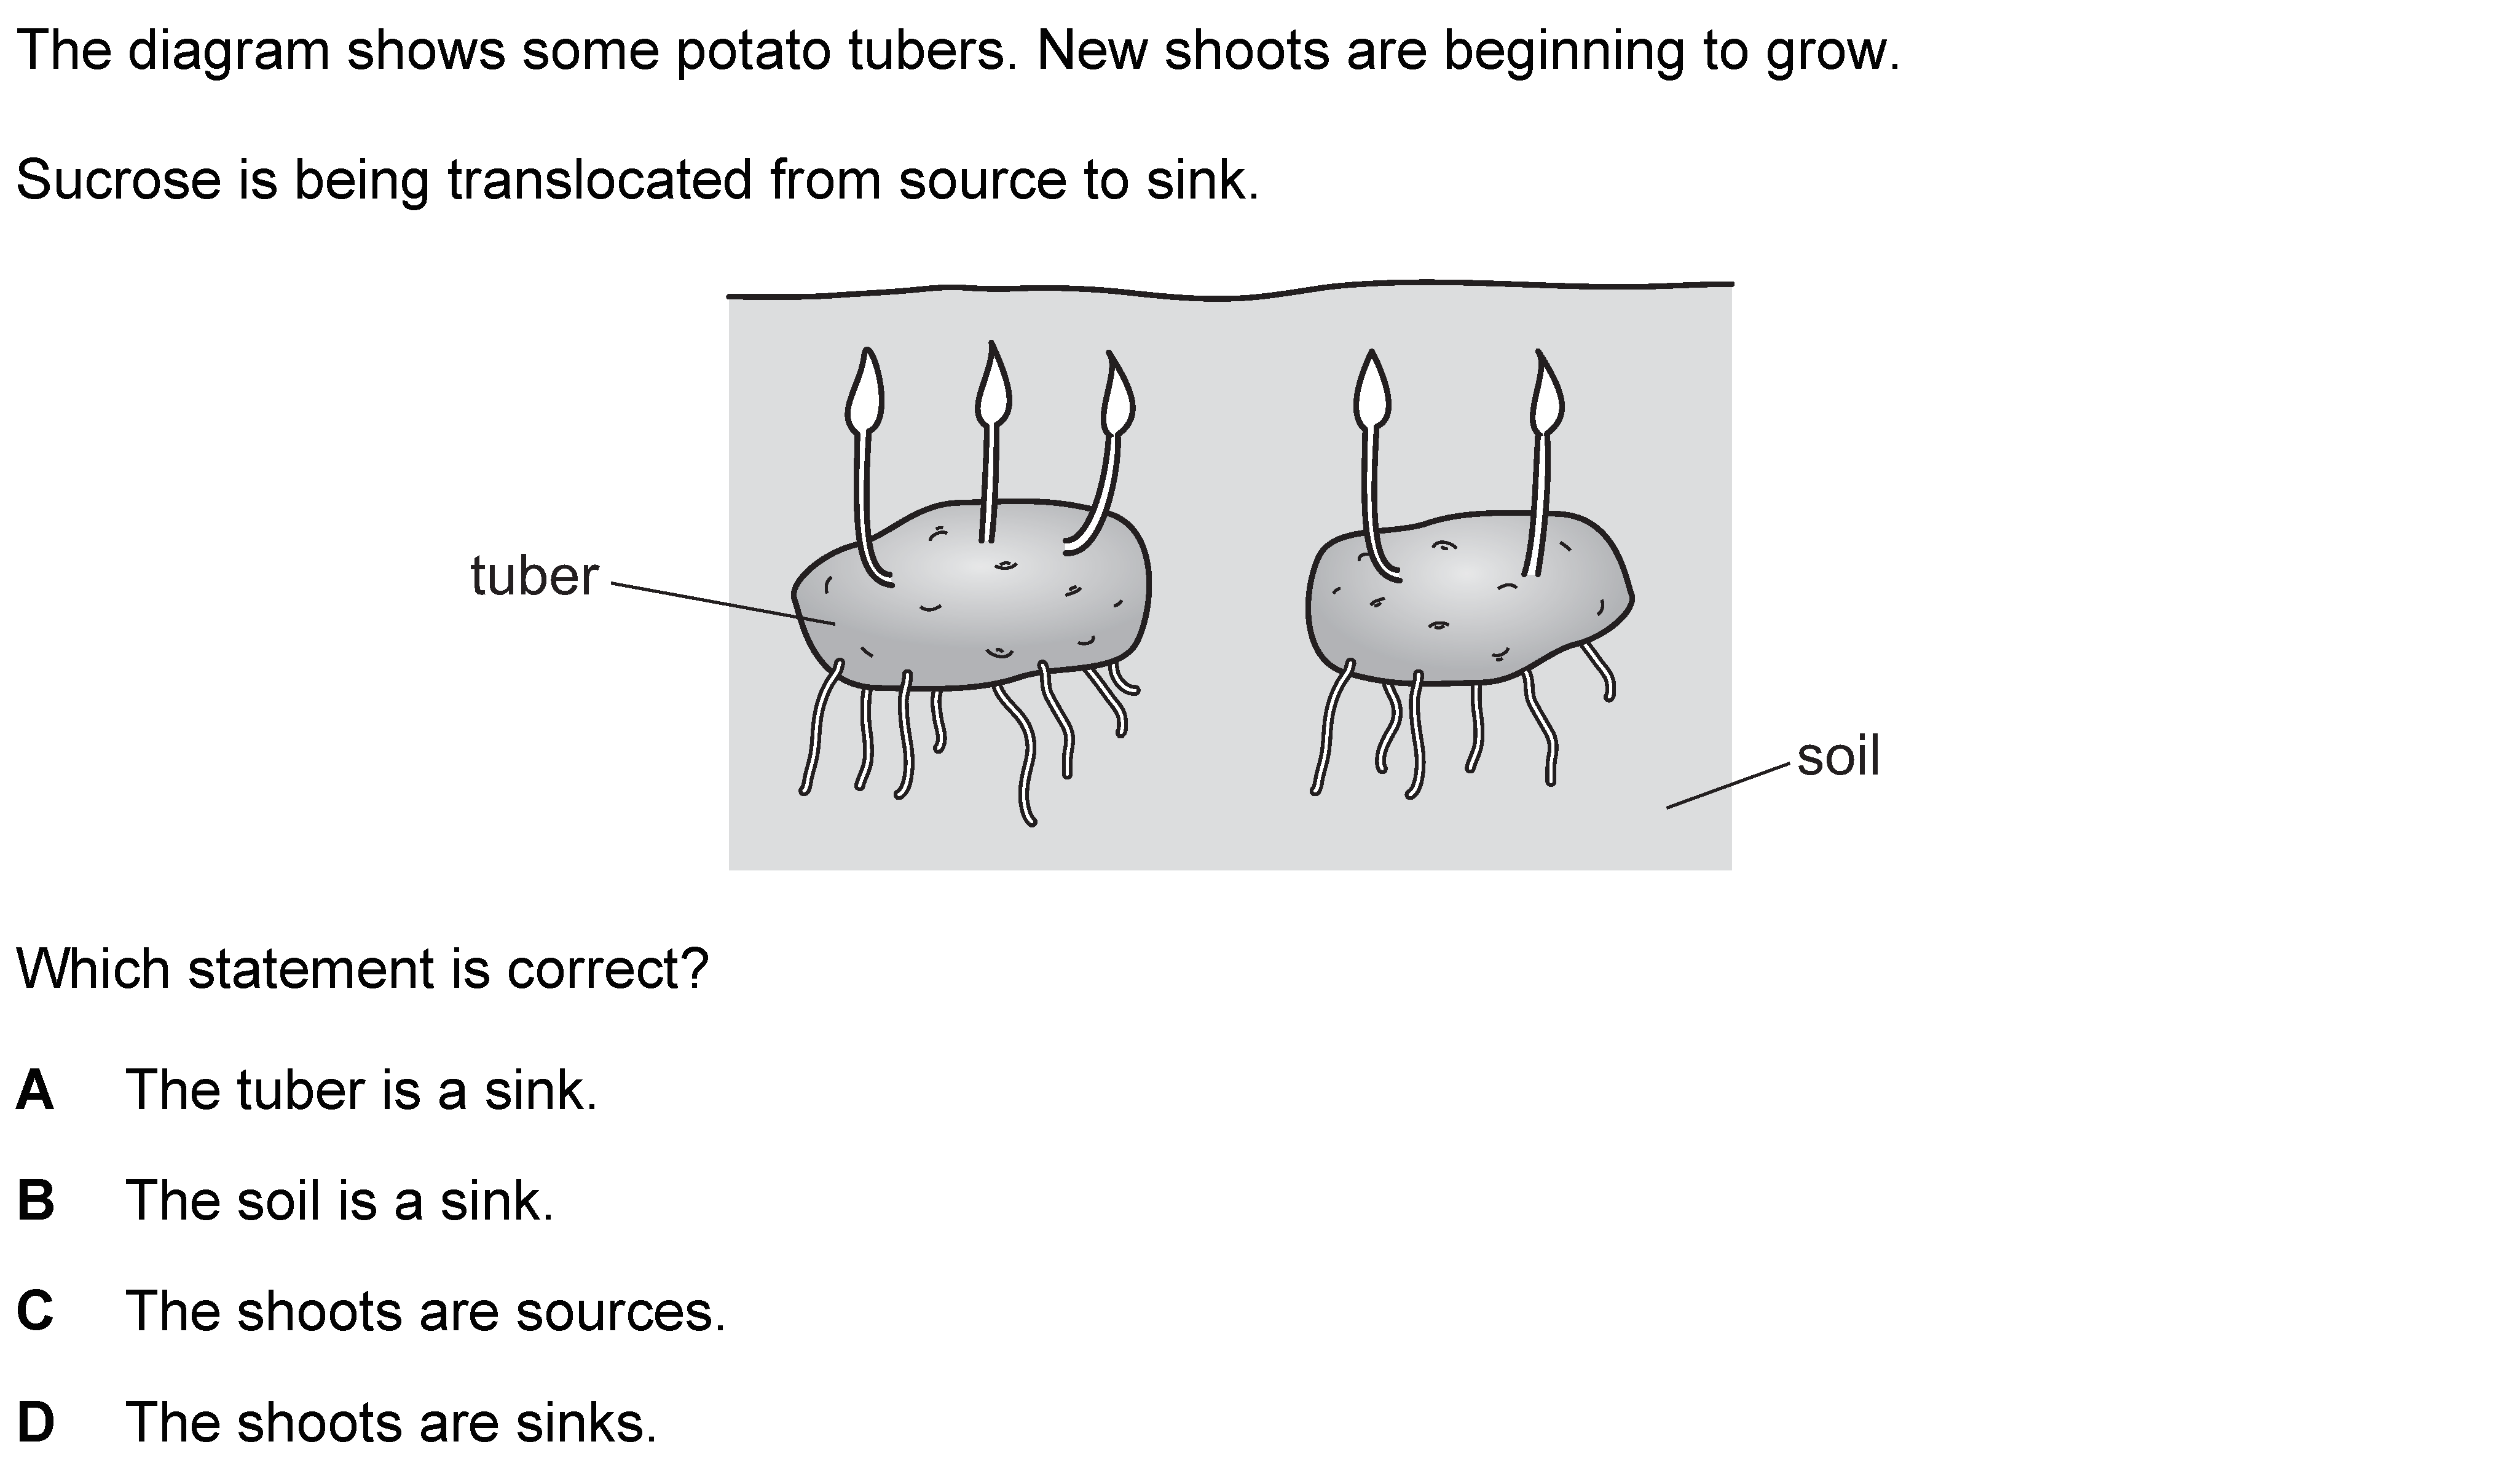 The diagram shows some potato tubers. New shoots are beginning to grow.
Sucrose is being translocated from source to sink.
tuber
soil
Which statement is correct?
A The tuber is a sink.
B The soil is a sink.
C The shoots are sources.
D The shoots are sinks.